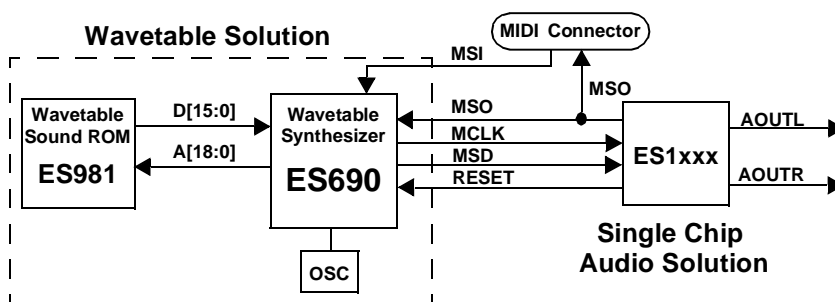 Wavetable Solution
MIDI Connector
MSI
MSO
Wavetable
Sound ROM
ES981
D[15:0]
A[18:0]
Wavetable
Synthesizer
ES690
OSC
MSO
MCLK
MSD
RESET
ES1xxx
AOUTL
AOUTR
Single Chip
Audio Solution